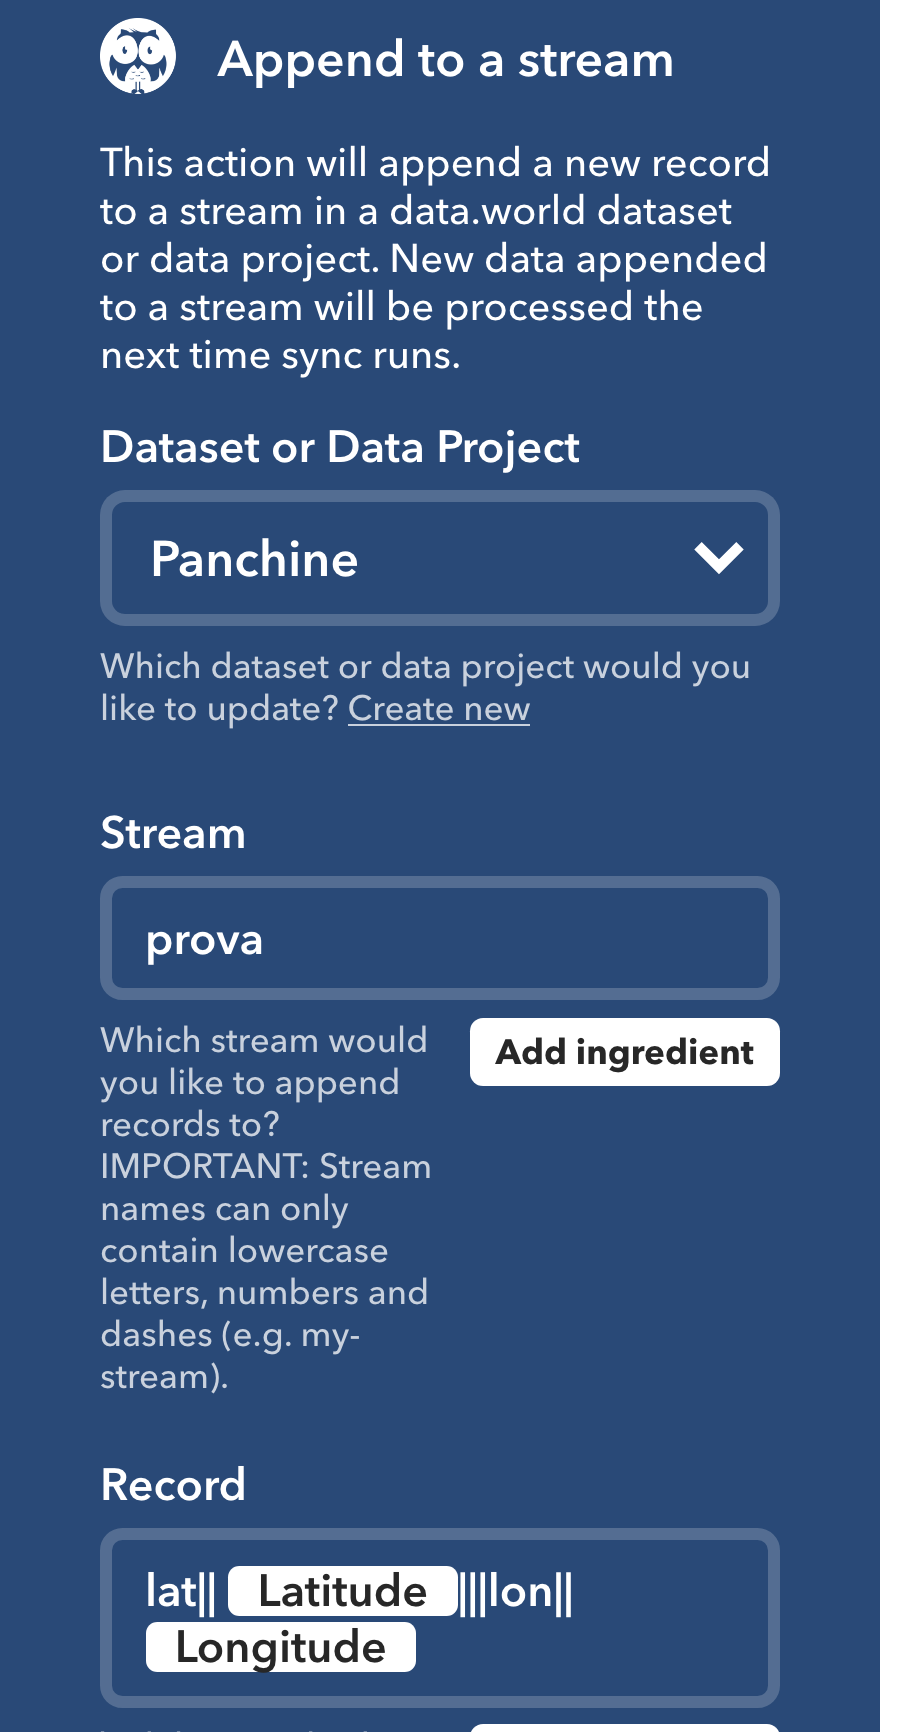 Append to a stream
This action will append a new record
to a stream in a data.world dataset
or data project. New data appended
to a stream will be processed the
next time sync runs.
Dataset or Data Project
Panchine
Which dataset or data project would you
like to update? Create new
Stream
prova
Which stream would
you like to append
records to?
IMPORTANT: Stream
names can only
contain lowercase
letters, numbers and
dashes (e.g. my-
stream).
Add ingredient
Record
lat|| Latitude|||lon||
Longitude